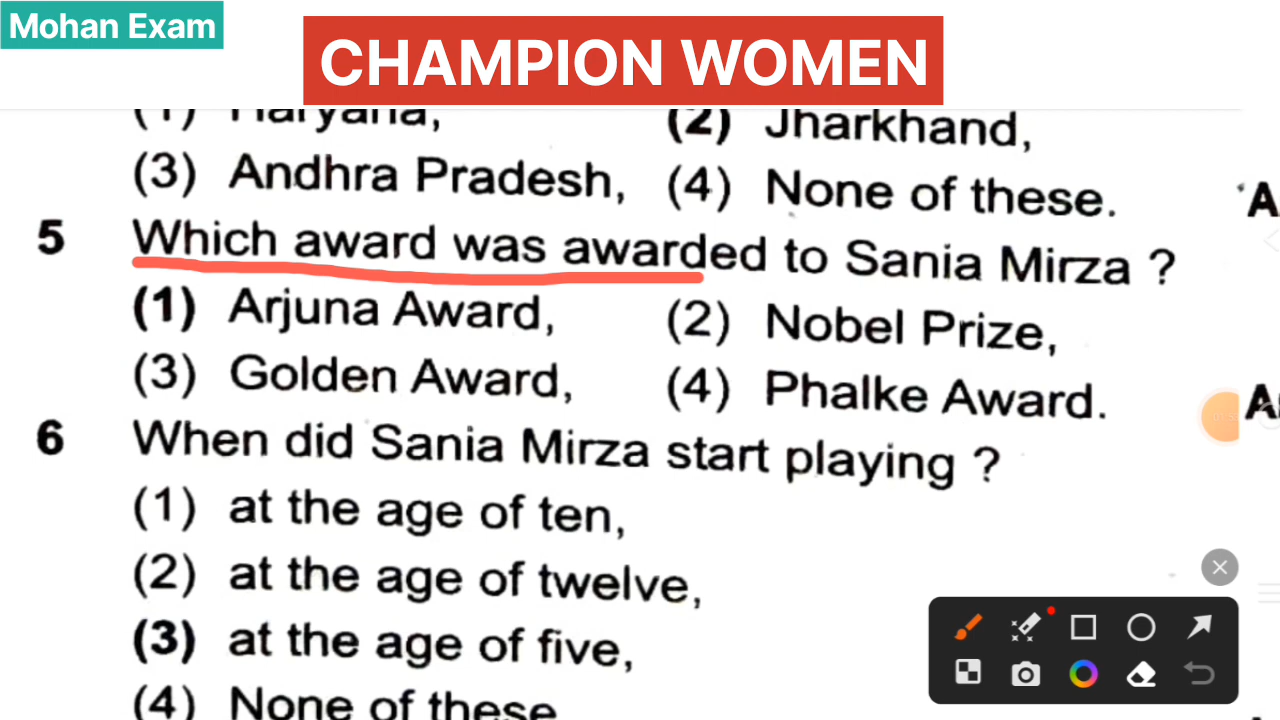 Mohan Exam
CHAMPION WOMEN
(1) Haryana, (2) Jharkhand,
(3) Andhra Pradesh, (4) None of these.
5 Which award was awarded to Sania Mirza ?
(1) Arjuna Award, (2) Nobel Prize,
(3) Golden Award, (4) Phalke Award.
6 When did Sania Mirza start playing ?
(1) at the age of ten,
(2) at the age of twelve,
(3) at the age of five,
(4) None of these